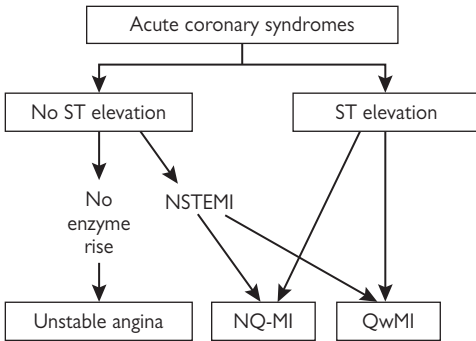 Acute coronary syndromes
No ST elevation
ST elevation
No
enzyme
rise
NSTEMI
Unstable angina
NQ-MI
QwMI